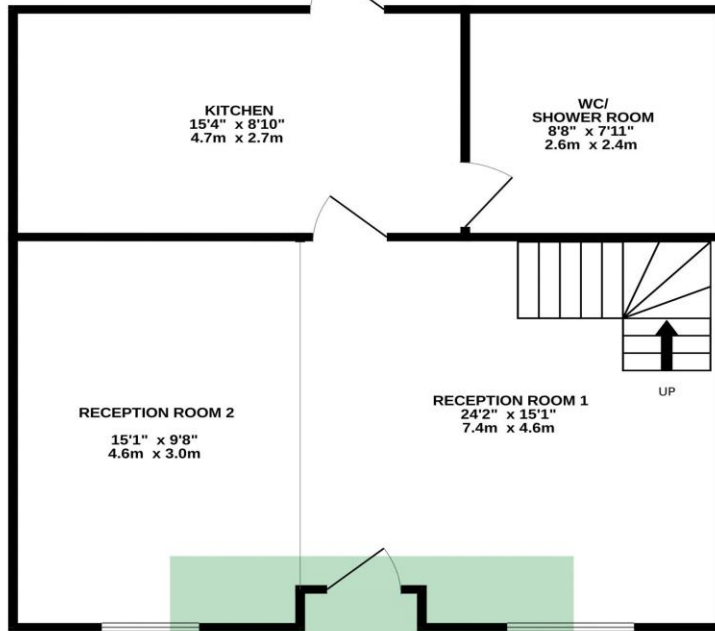 KITCHEN
15'4" x 8'10"
4.7m x 2.7m
WC/
SHOWER ROOM
8'8" x 7'11"
2.6m x 2.4m
RECEPTION ROOM 2
15'1" x 9'8"
4.6m x 3.0m
RECEPTION ROOM 1
24'2" x 15'1"
7.4m x 4.6m
UP